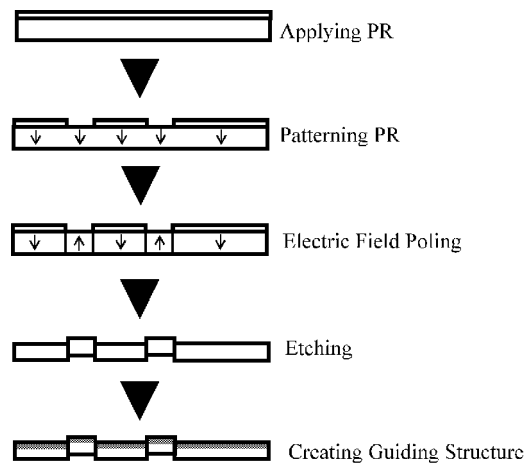 Applying PR
Patterning PR
Electric Field Poling
Etching
Creating Guiding Structure